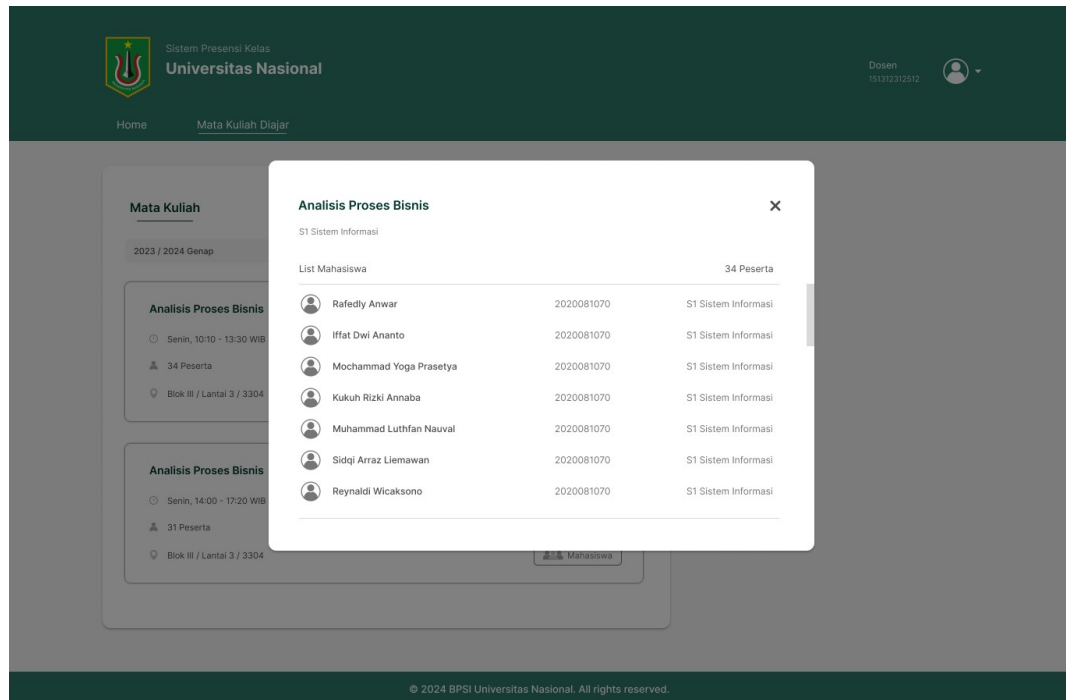 Sistem Presensi Kelas
Universitas Nasional
Dosen
151312312512
Home Mata Kuliah Diajar
Mata Kuliah
2023 / 2024 Genap
Analisis Proses Bisnis
Senin, 10:10 - 13:30 WIB
34 Peserta
Blok III / Lantai 3 / 3304
Analisis Proses Bisnis
Senin, 14:00 - 17:20 WIB
31 Peserta
Blok III / Lantai 3 / 3304
Mahasiswa
Analisis Proses Bisnis
S1 Sistem Informasi
List Mahasiswa 34 Peserta
Rafedly Anwar 2020081070 S1 Sistem Informasi
Iffat Dwi Ananto 2020081070 S1 Sistem Informasi
Mochammad Yoga Prasetya 2020081070 S1 Sistem Informasi
Kukuh Rizki Annaba 2020081070 S1 Sistem Informasi
Muhammad Luthfan Nauval 2020081070 S1 Sistem Informasi
Sidqi Arraz Liemawan 2020081070 S1 Sistem Informasi
Reynaldi Wicaksono 2020081070 S1 Sistem Informasi
© 2024 BPSI Universitas Nasional. All rights reserved.